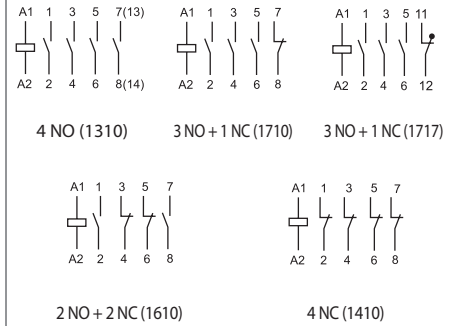 A1 1 3 5 7(13)
A2 2 4 6 8(14)
4 NO (1310)
A1 1 3 5 7
A2 2 4 6 8
3 NO + 1 NC (1710)
A1 1 3 5 11
A2 2 4 6 12
3 NO + 1 NC (1717)
A1 1 3 5 7
A2 2 4 6 8
2 NO + 2 NC (1610)
A1 1 3 5 7
A2 2 4 6 8
4 NC (1410)